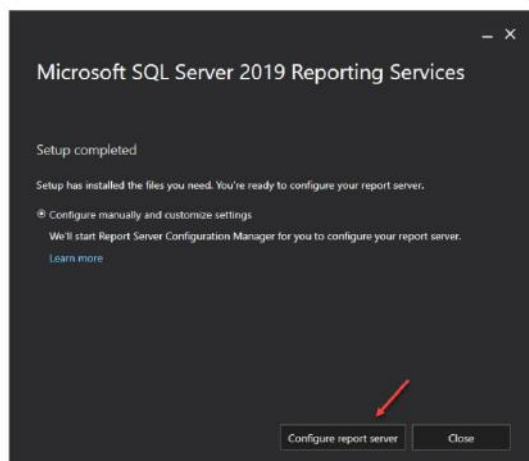 Microsoft SQL Server 2019 Reporting Services
Setup completed
Setup has installed the files you need. You're ready to configure your report server.
Configure manually and customize settings
We'll start Report Server Configuration Manager for you to configure your report server.
Learn more
Configure report server Close